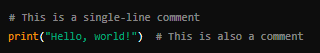 # This is a single-line comment
print("Hello, world!")  # This is also a comment